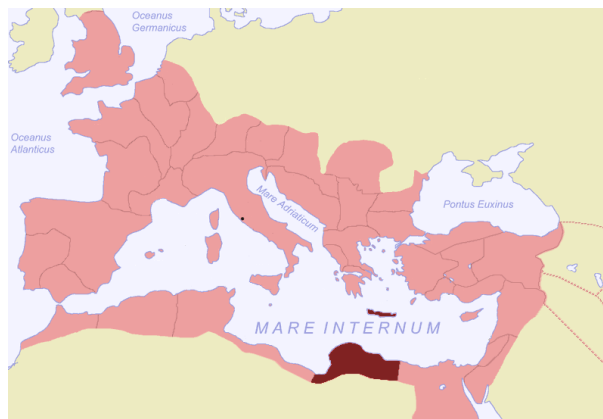 Oceanus
Germanicus
Oceanus
Atlanticus
Mare Adriaticum
Pontus Euxinus
MARE INTERNUM